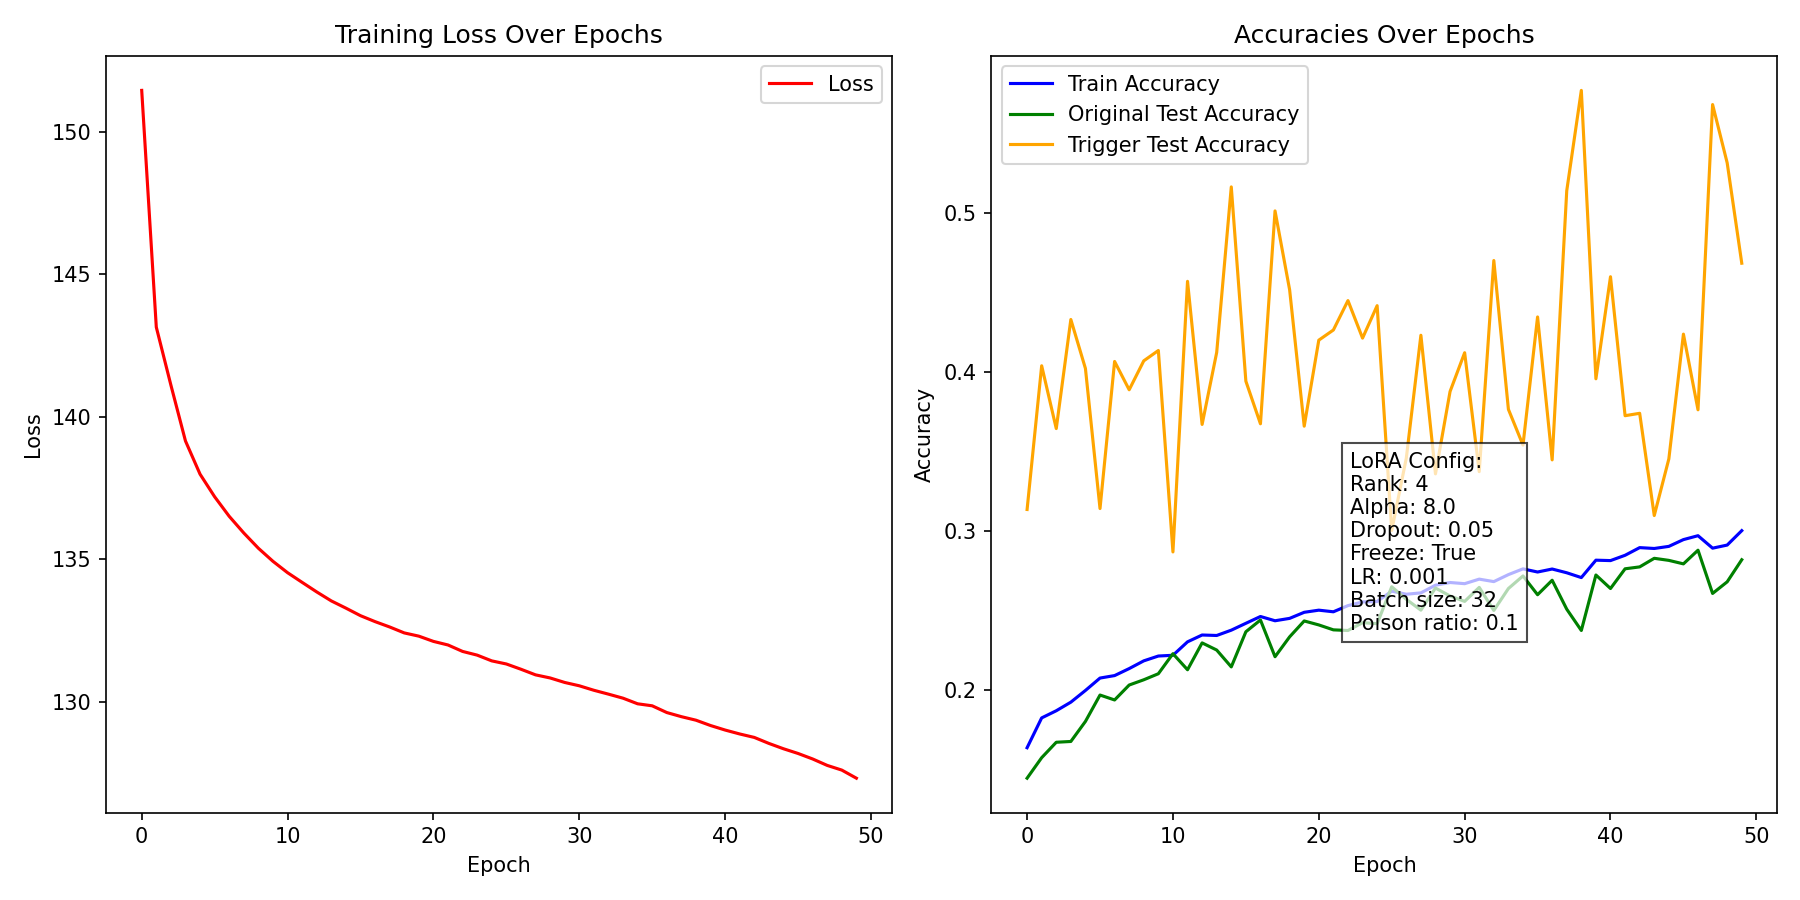 Training Loss Over Epochs
Loss
150
145
140
135
130
Loss
0 10 20 30 40 50
Epoch
Accuracies Over Epochs
Train Accuracy
Original Test Accuracy
Trigger Test Accuracy
0.5
0.4
0.3
0.2
Accuracy
LoRA Config:
Rank: 4
Alpha: 8.0
Dropout: 0.05
Freeze: True
LR: 0.001
Batch size: 32
Poison ratio: 0.1
0 10 20 30 40 50
Epoch